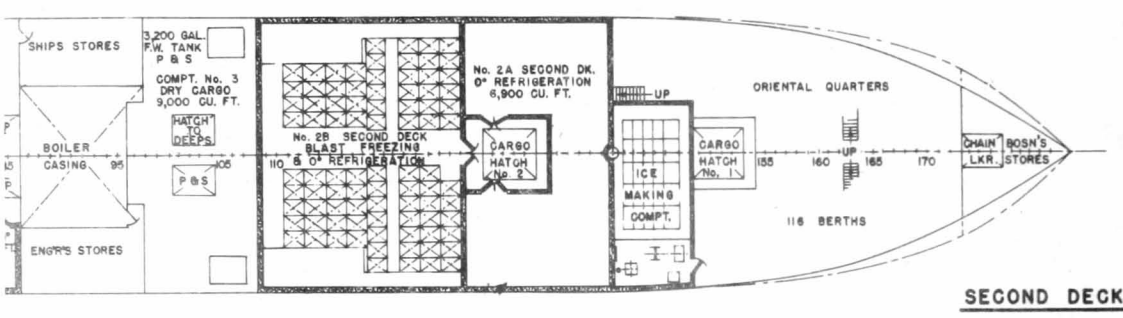 SHIPS STORES
3,200 GAL.
F.W. TANK
P & S
COMPT. No. 3
DRY CARGO
9,000 CU. FT.
HATCH
TO
DEEPS
BOILER
CASING
95
105
P & S
ENG'R'S STORES
110
No. 2B SECOND DECK
BLAST FREEZING
& 0° REFRIGERATION
No. 2A SECOND DK.
0° REFRIGERATION
6,900 CU. FT.
CARGO
HATCH
No. 2
UP
ICE
MAKING
COMPT.
CARGO
HATCH
No. 1
ORIENTAL QUARTERS
155
160
UP
165
170
116 BERTHS
CHAIN
LKR.
BOSN'S
STORES
SECOND DECK